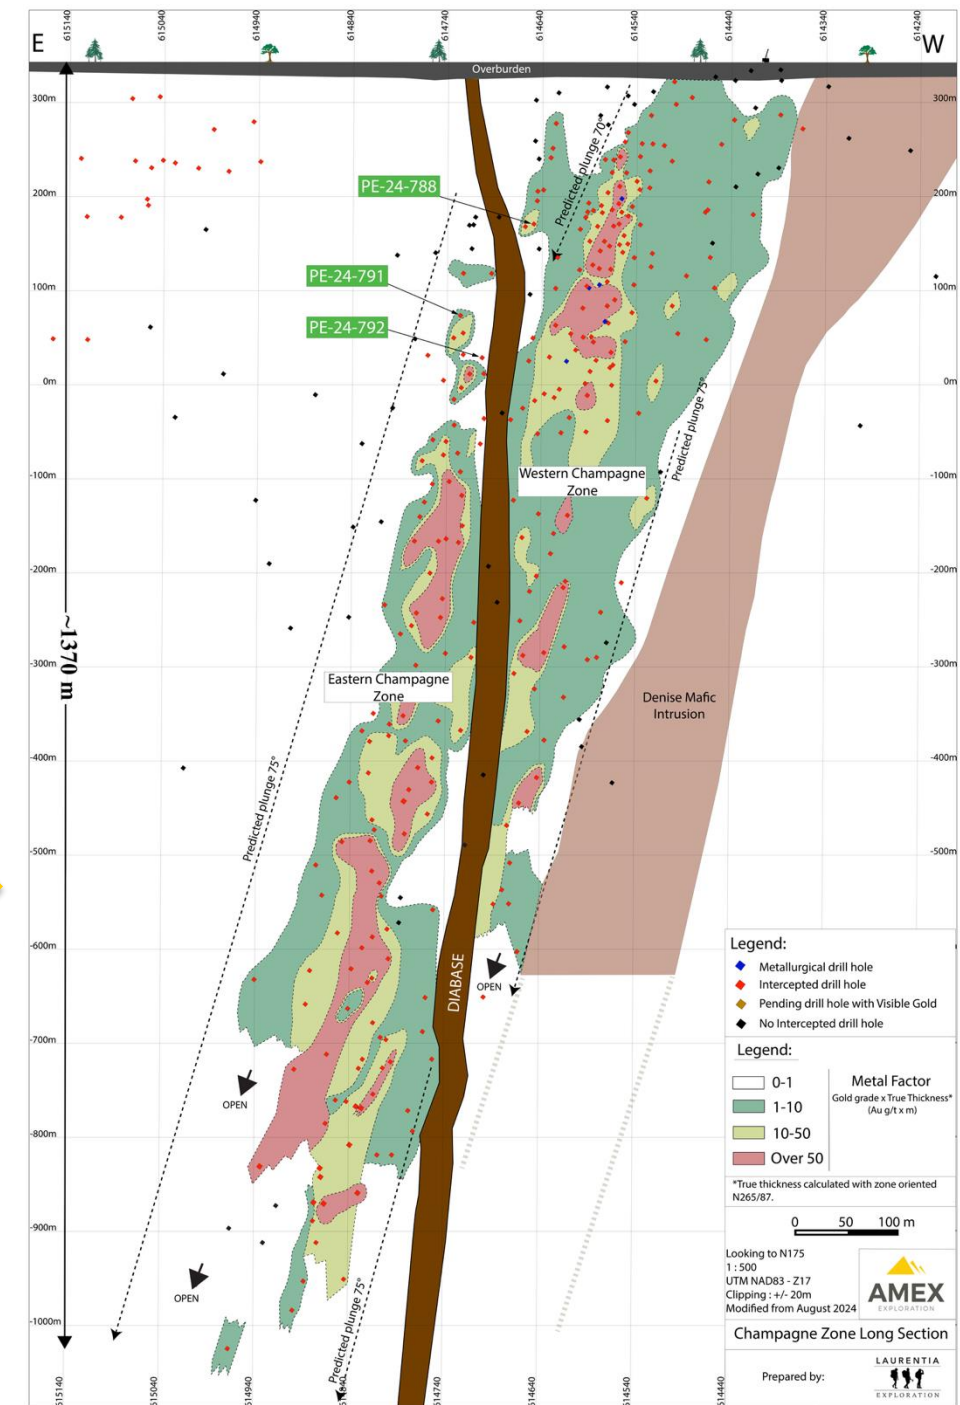 615140
615040
614940
614840
614740
614640
614540
614440
614340
614240
E
W
Overburden
300m
300m
200m
200m
100m
100m
0m
0m
-100m
-100m
-200m
-200m
-300m
-300m
-400m
-400m
-500m
-500m
-600m
-700m
-800m
-900m
-1000m
~1370 m
PE-24-788
PE-24-791
PE-24-792
Predicted plunge 70°
Predicted plunge 75°
Predicted plunge 75°
Predicted plunge 75°
Western Champagne
Zone
Eastern Champagne
Zone
Denise Mafic
Intrusion
DIABASE
OPEN
OPEN
OPEN
Legend:
Metallurgical drill hole
Intercepted drill hole
Pending drill hole with Visible Gold
No Intercepted drill hole
Legend:
0-1
1-10
10-50
Over 50
Metal Factor
Gold grade x True Thickness*
(Au g/t x m)
*True thickness calculated with zone oriented
N265/87.
0 50 100 m
Looking to N175
1 : 500
UTM NAD83 - Z17
Clipping : +/- 20m
Modified from August 2024
AMEX
EXPLORATION
Champagne Zone Long Section
Prepared by:
LAURENTIA
EXPLORATION
615140
615040
614940
614840
614740
614640
614540
614440